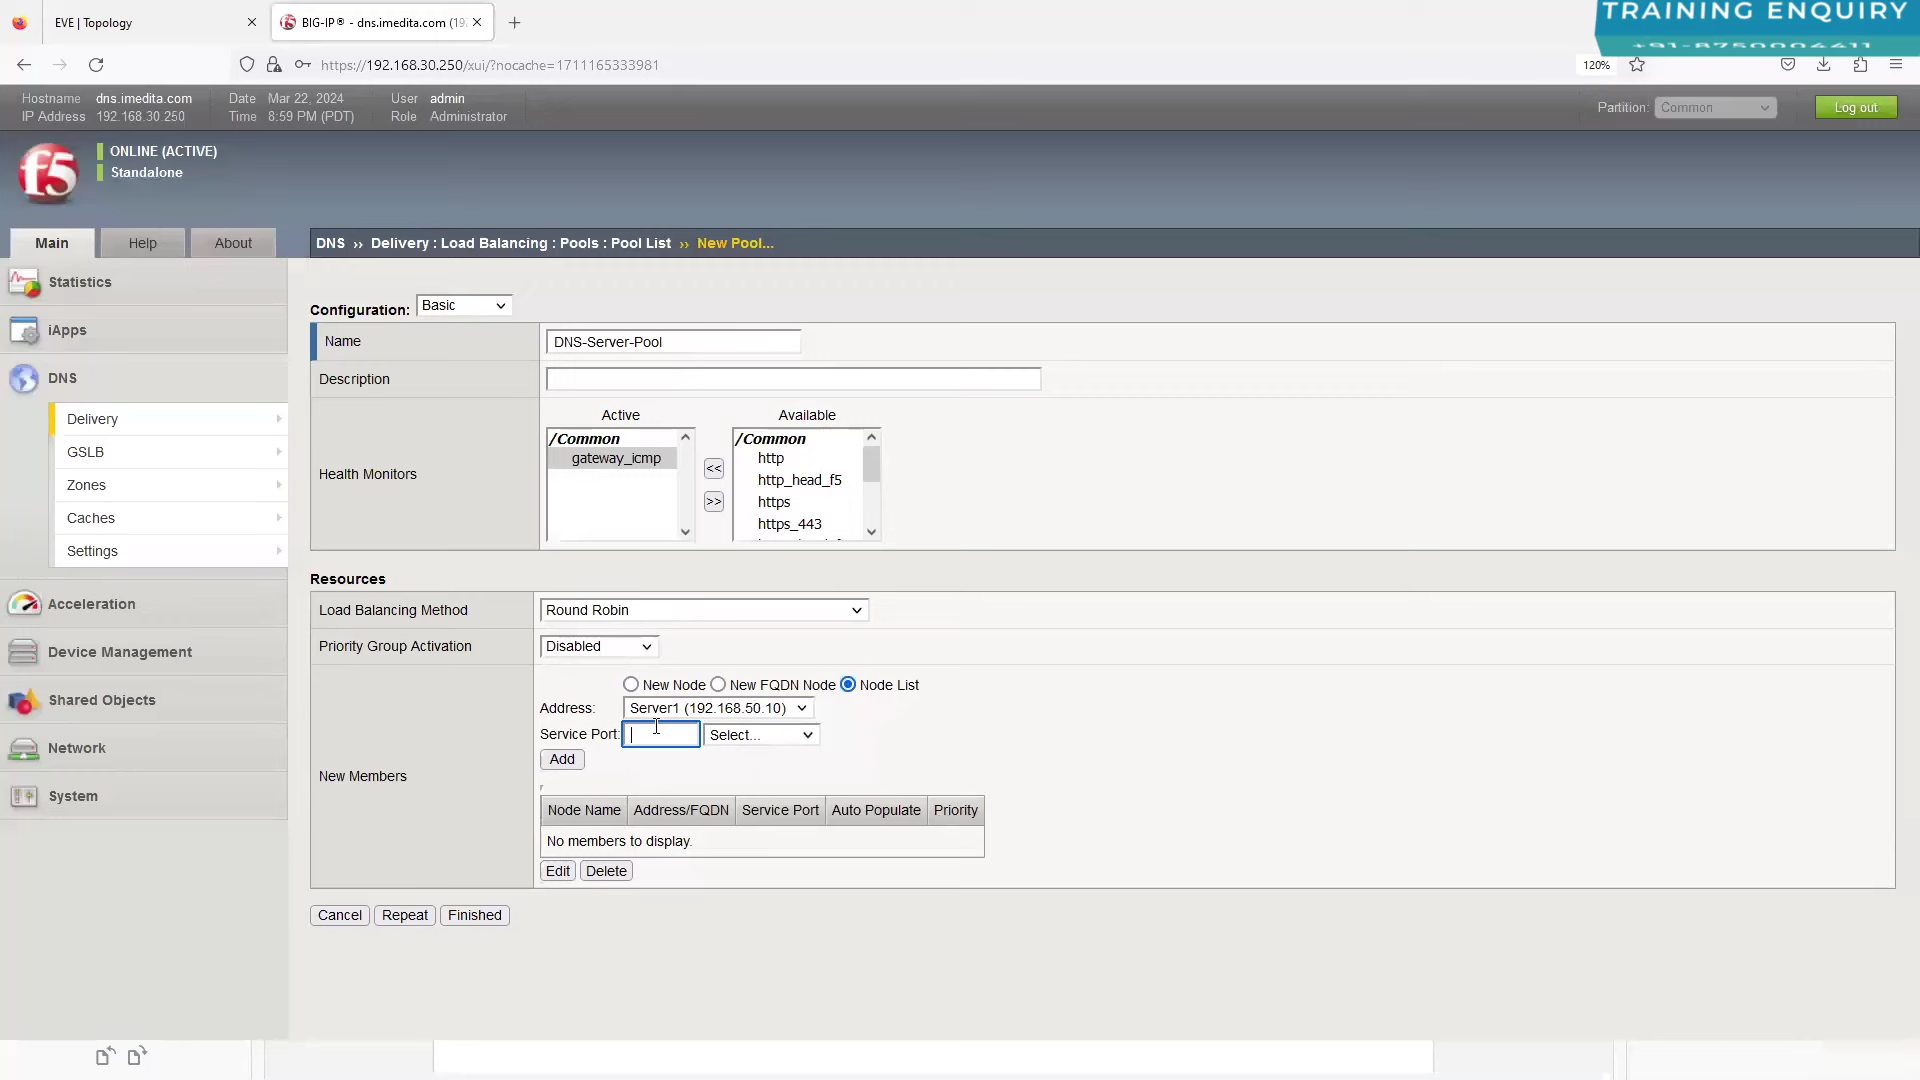 EVE | Topology
BIG-IP® - dns.imedita.com (19
TRAINING ENQUIRY
https://192.168.30.250/xui/?nocache=1711165333981
120%
Hostname dns.imedita.com
IP Address 192.168.30.250
Date Mar 22, 2024
Time 8:59 PM (PDT)
User admin
Role Administrator
Partition: Common
Log out
f5
ONLINE (ACTIVE)
Standalone
Main Help About
DNS ›› Delivery : Load Balancing : Pools : Pool List ›› New Pool...
Statistics
iApps
DNS
Delivery
GSLB
Zones
Caches
Settings
Acceleration
Device Management
Shared Objects
Network
System
Configuration: Basic
Name DNS-Server-Pool
Description
Health Monitors
Active
/Common
gateway_icmp
<<
>>
Available
/Common
http
http_head_f5
https
https_443
Resources
Load Balancing Method Round Robin
Priority Group Activation Disabled
New Members
New Node New FQDN Node Node List
Address: Server1 (192.168.50.10)
Service Port: Select...
Add
Node Name Address/FQDN Service Port Auto Populate Priority
No members to display.
Edit Delete
Cancel Repeat Finished